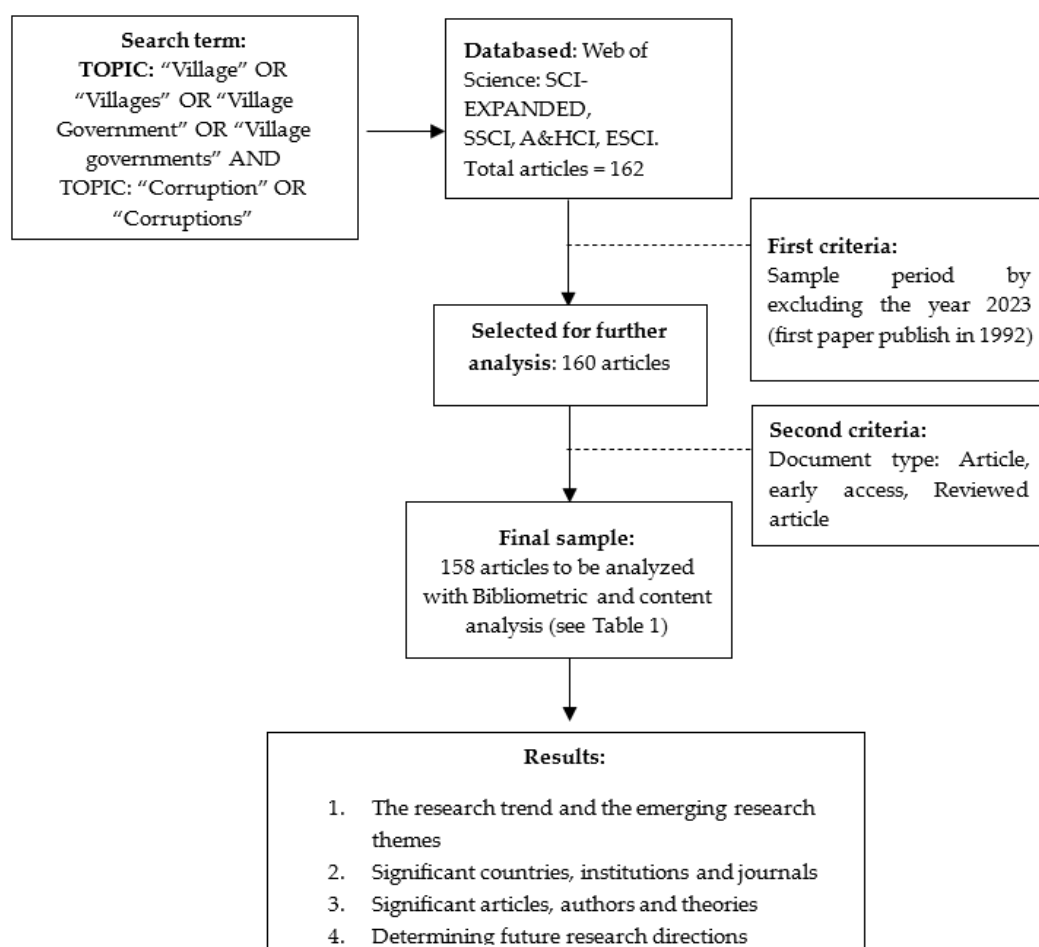 Search term:
TOPIC: “Village” OR
“Villages” OR “Village
Government” OR “Village
governments” AND
TOPIC: “Corruption” OR
“Corruptions”
Databased: Web of
Science: SCI-
EXPANDED,
SSCI, A&HCI, ESCI.
Total articles = 162
First criteria:
Sample period by
excluding the year 2023
(first paper publish in 1992)
Selected for further
analysis: 160 articles
Second criteria:
Document type: Article,
early access, Reviewed
article
Final sample:
158 articles to be analyzed
with Bibliometric and content
analysis (see Table 1)
Results:
1. The research trend and the emerging research
themes
2. Significant countries, institutions and journals
3. Significant articles, authors and theories
4. Determining future research directions